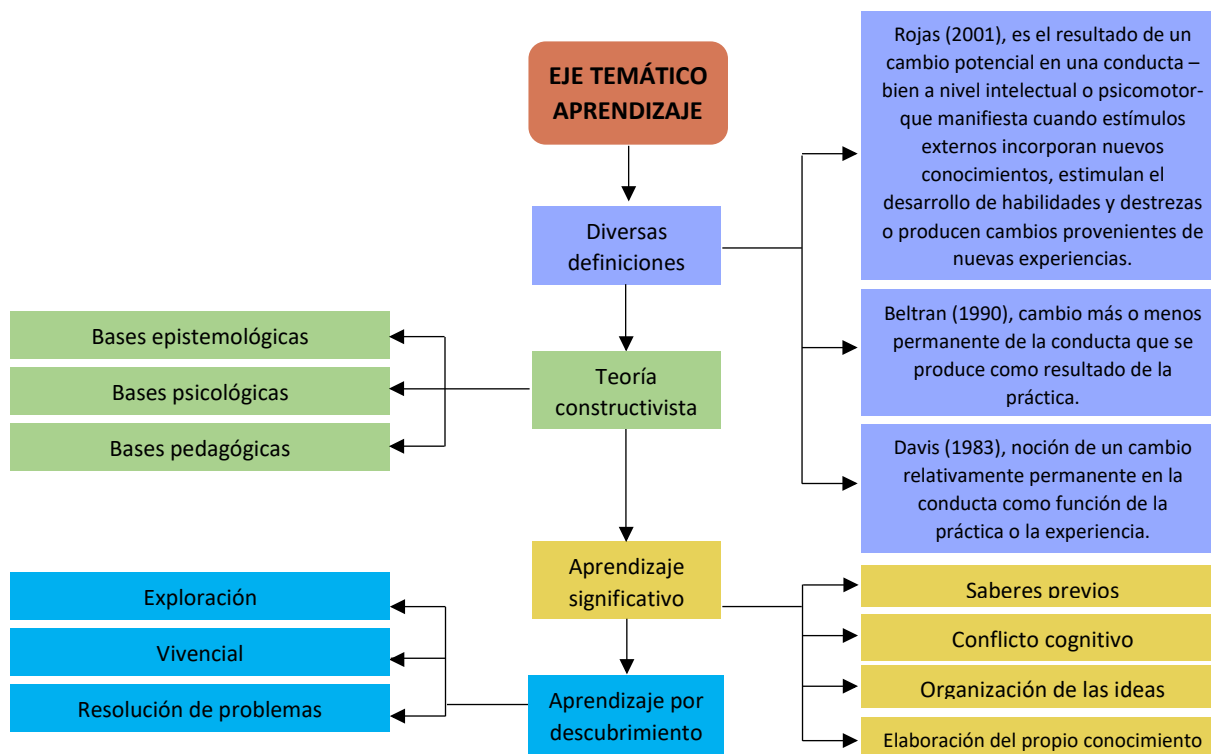 EJE TEMÁTICO
APRENDIZAJE
Diversas
definiciones
Rojas (2001), es el resultado de un
cambio potencial en una conducta –
bien a nivel intelectual o psicomotor-
que manifiesta cuando estímulos
externos incorporan nuevos
conocimientos, estimulan el
desarrollo de habilidades y destrezas
o producen cambios provenientes de
nuevas experiencias.
Beltran (1990), cambio más o menos
permanente de la conducta que se
produce como resultado de la
práctica.
Davis (1983), noción de un cambio
relativamente permanente en la
conducta como función de la
práctica o la experiencia.
Teoría
constructivista
Bases epistemológicas
Bases psicológicas
Bases pedagógicas
Aprendizaje
significativo
Saberes previos
Conflicto cognitivo
Organización de las ideas
Elaboración del propio conocimiento
Aprendizaje por
descubrimiento
Exploración
Vivencial
Resolución de problemas